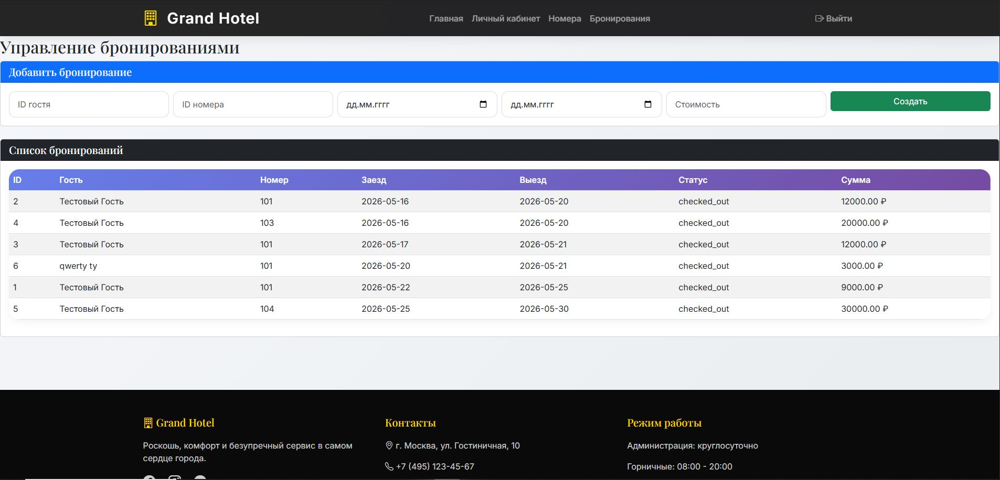 Grand Hotel
Главная Личный кабинет Номера Бронирования
Выйти
Управление бронированиями
Добавить бронирование
ID гостя ID номера дд.мм.гггг дд.мм.гггг Стоимость Создать
Список бронирований
ID Гость Номер Заезд Выезд Статус Сумма
2 Тестовый Гость 101 2026-05-16 2026-05-20 checked_out 12000.00 ₽
4 Тестовый Гость 103 2026-05-16 2026-05-20 checked_out 20000.00 ₽
3 Тестовый Гость 101 2026-05-17 2026-05-21 checked_out 12000.00 ₽
6 qwerty ty 101 2026-05-20 2026-05-21 checked_out 3000.00 ₽
1 Тестовый Гость 101 2026-05-22 2026-05-25 checked_out 9000.00 ₽
5 Тестовый Гость 104 2026-05-25 2026-05-30 checked_out 30000.00 ₽
Grand Hotel
Роскошь, комфорт и безупречный сервис в самом
сердце города.
Контакты
г. Москва, ул. Гостиничная, 10
+7 (495) 123-45-67
Режим работы
Администрация: круглосуточно
Горничные: 08:00 - 20:00